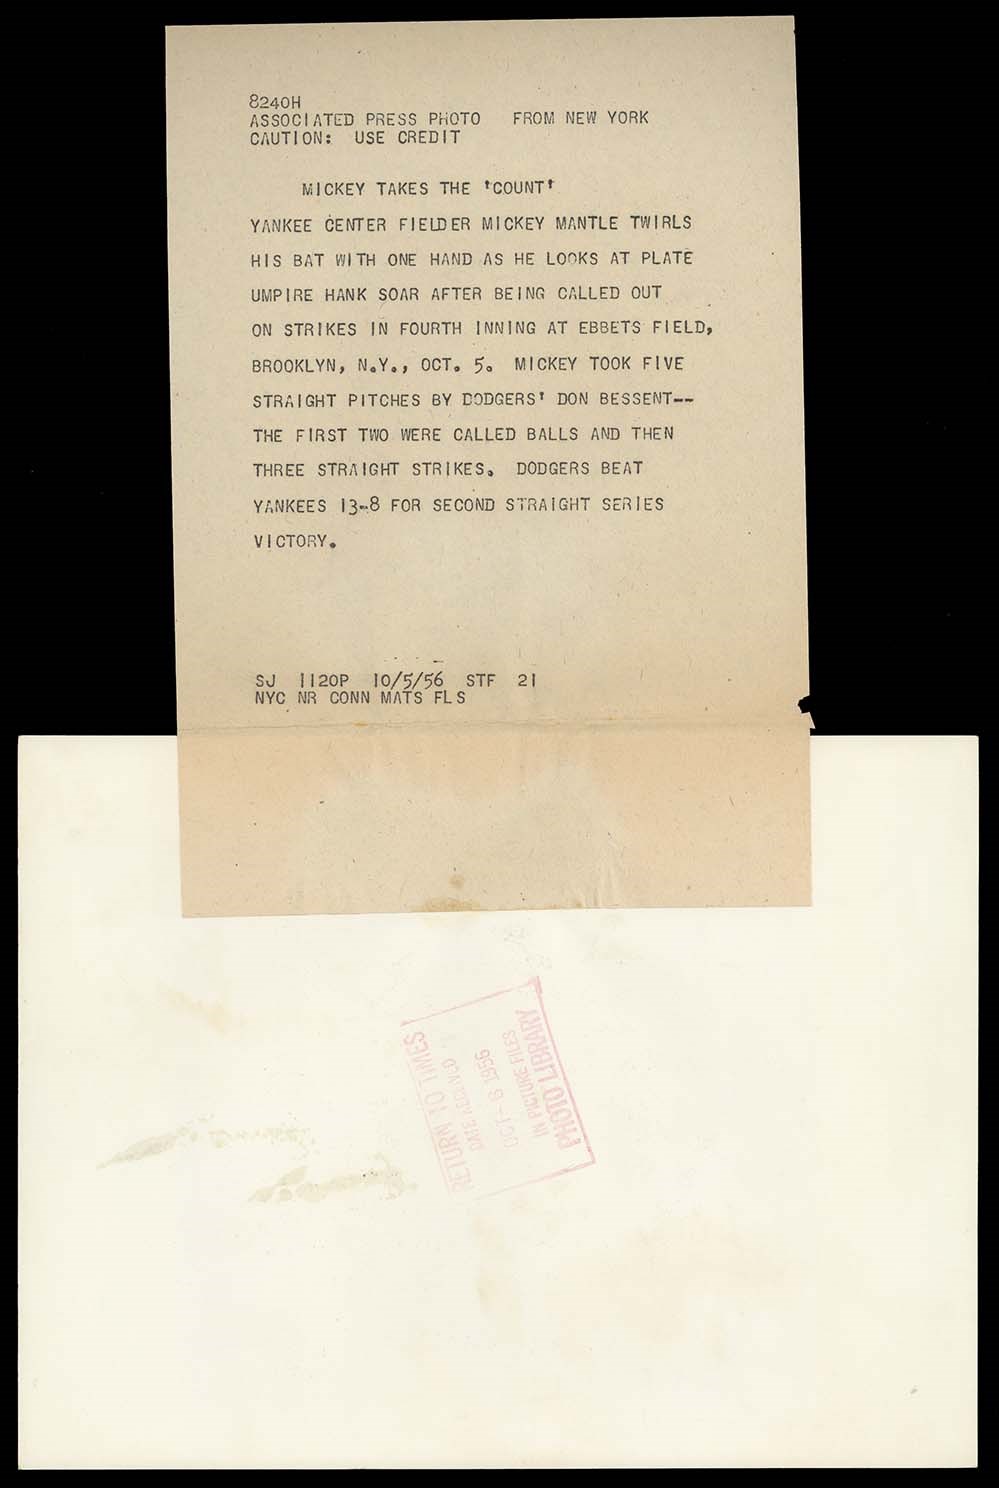 8240H
ASSOCIATED PRESS PHOTO FROM NEW YORK
CAUTION: USE CREDIT
MICKEY TAKES THE 'COUNT'
YANKEE CENTER FIELDER MICKEY MANTLE TWIRLS
HIS BAT WITH ONE HAND AS HE LOOKS AT PLATE
UMPIRE HANK SOAR AFTER BEING CALLED OUT
ON STRIKES IN FOURTH INNING AT EBBETS FIELD,
BROOKLYN, N.Y., OCT. 5. MICKEY TOOK FIVE
STRAIGHT PITCHES BY DODGERS' DON BESSENT--
THE FIRST TWO WERE CALLED BALLS AND THEN
THREE STRAIGHT STRIKES. DODGERS BEAT
YANKEES 13-8 FOR SECOND STRAIGHT SERIES
VICTORY.
SJ 1120P 10/5/56 STF 21
NYC NR CONN MATS FLS
RETURN TO TIMES
DATE RECEIVED
OCT - 6 1956
IN PICTURE FILES
PHOTO LIBRARY